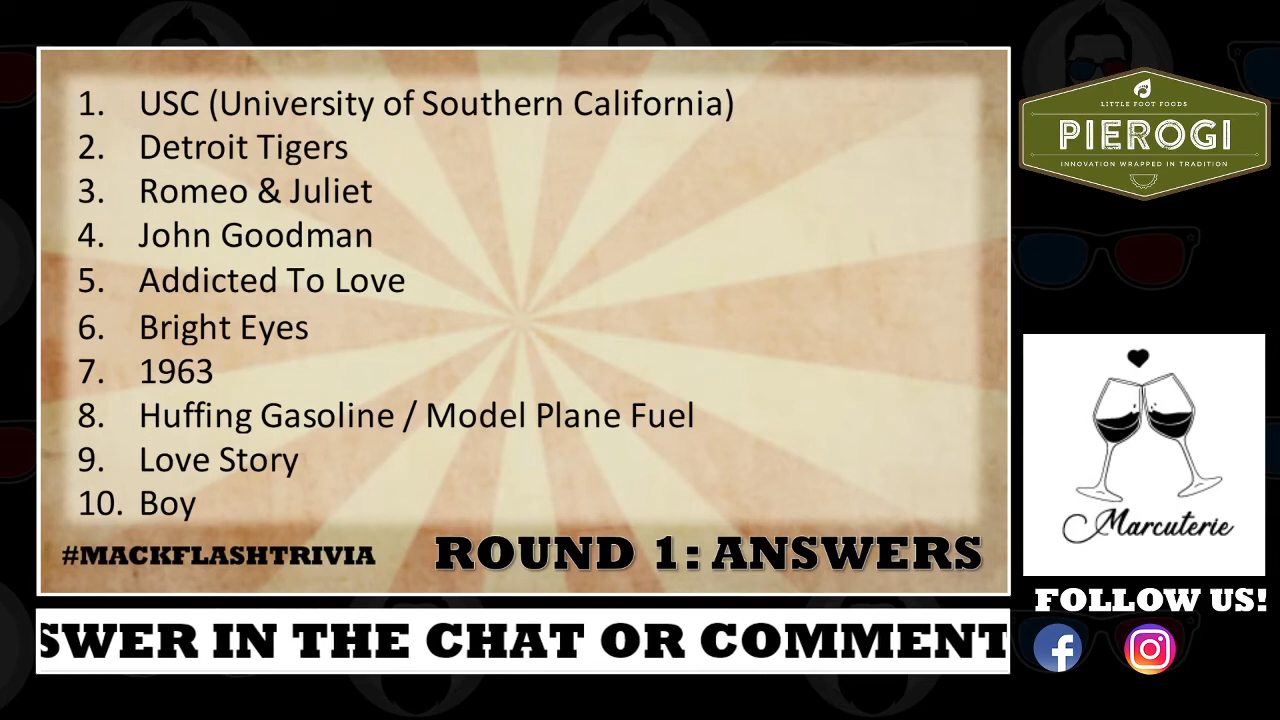 1. USC (University of Southern California)
2. Detroit Tigers
3. Romeo & Juliet
4. John Goodman
5. Addicted To Love
6. Bright Eyes
7. 1963
8. Huffing Gasoline / Model Plane Fuel
9. Love Story
10. Boy
#MACKFLASHTRIVIA
ROUND 1: ANSWERS
SWER IN THE CHAT OR COMMENT
LITTLE FOOT FOODS
PIEROGI
INNOVATION WRAPPED IN TRADITION
Marcuterie
FOLLOW US!